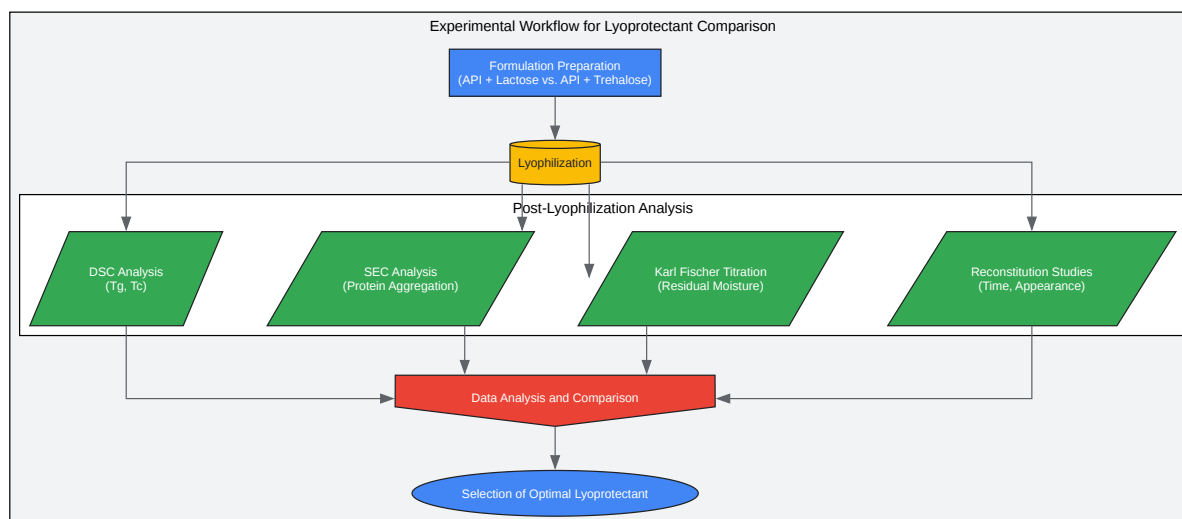 Experimental Workflow for Lyoprotectant Comparison
Formulation Preparation
(API + Lactose vs. API + Trehalose)
Lyophilization
Post-Lyophilization Analysis
DSC Analysis
(Tg, Tc)
SEC Analysis
(Protein Aggregation)
Karl Fischer Titration
(Residual Moisture)
Reconstitution Studies
(Time, Appearance)
Data Analysis and Comparison
Selection of Optimal Lyoprotectant